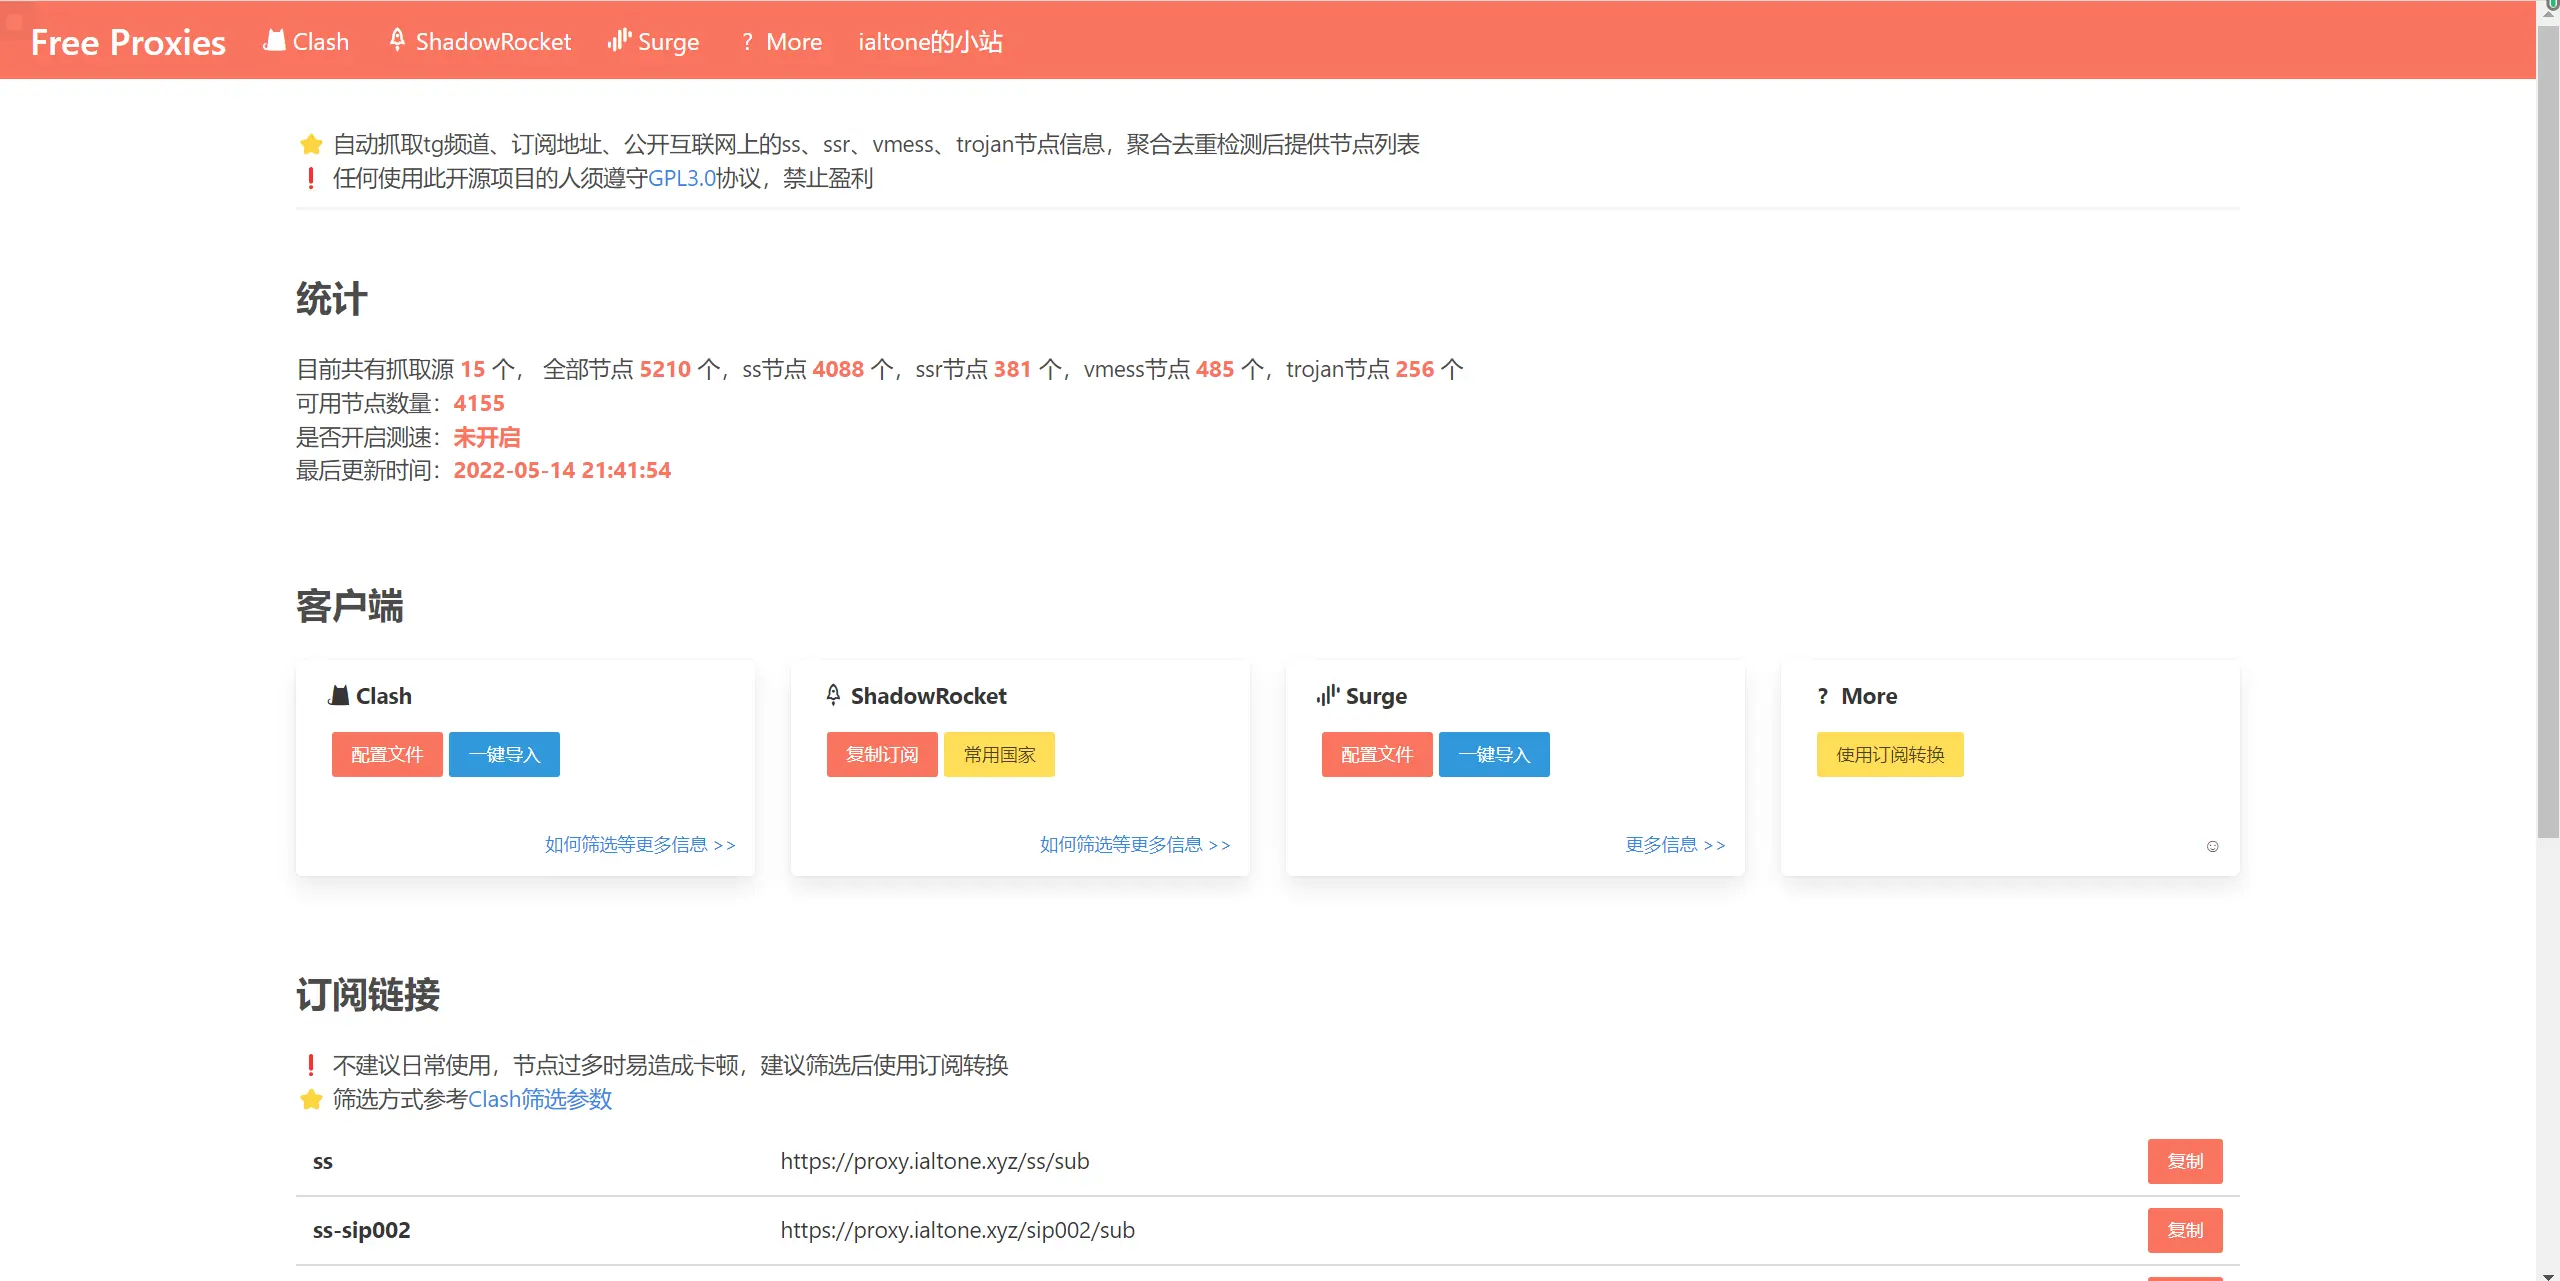 Free Proxies Clash ShadowRocket Surge ? More ialtone的小站
⭐ 自动抓取tg频道、订阅地址、公开互联网上的ss、ssr、vmess、trojan节点信息，聚合去重检测后提供节点列表
❗ 任何使用此开源项目的人须遵守GPL3.0协议，禁止盈利
统计
目前共有抓取源 15 个， 全部节点 5210 个，ss节点 4088 个，ssr节点 381 个，vmess节点 485 个，trojan节点 256 个
可用节点数量：4155
是否开启测速：未开启
最后更新时间：2022-05-14 21:41:54
客户端
Clash
配置文件 一键导入
如何筛选等更多信息 >>
ShadowRocket
复制订阅 常用国家
如何筛选等更多信息 >>
Surge
配置文件 一键导入
更多信息 >>
? More
使用订阅转换
☺
订阅链接
❗ 不建议日常使用，节点过多时易造成卡顿，建议筛选后使用订阅转换
⭐ 筛选方式参考Clash筛选参数
ss https://proxy.ialtone.xyz/ss/sub 复制
ss-sip002 https://proxy.ialtone.xyz/sip002/sub 复制